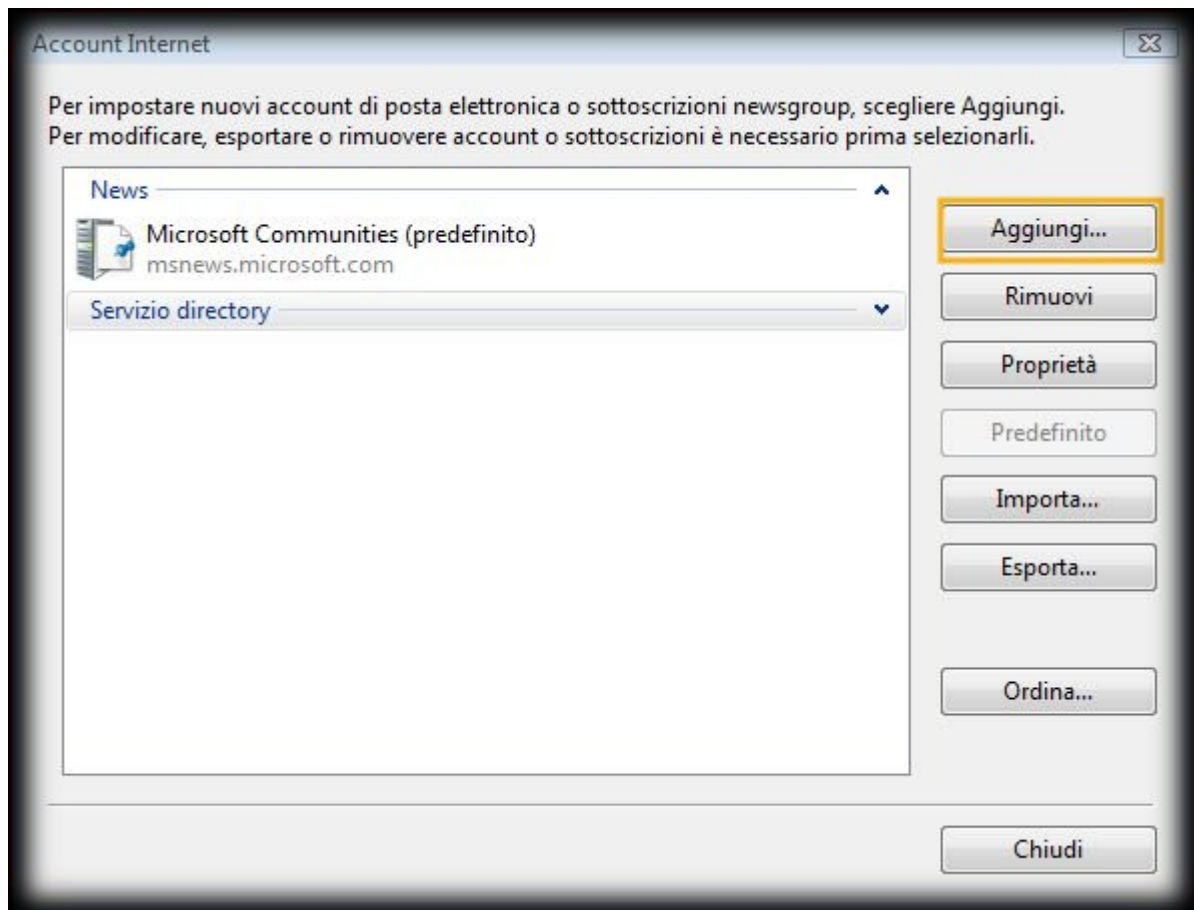 Account Internet
Per impostare nuovi account di posta elettronica o sottoscrizioni newsgroup, scegliere Aggiungi.
Per modificare, esportare o rimuovere account o sottoscrizioni è necessario prima selezionarli.
News
Microsoft Communities (predefinito)
msnews.microsoft.com
Servizio directory
Aggiungi...
Rimuovi
Proprietà
Predefinito
Importa...
Esporta...
Ordina...
Chiudi